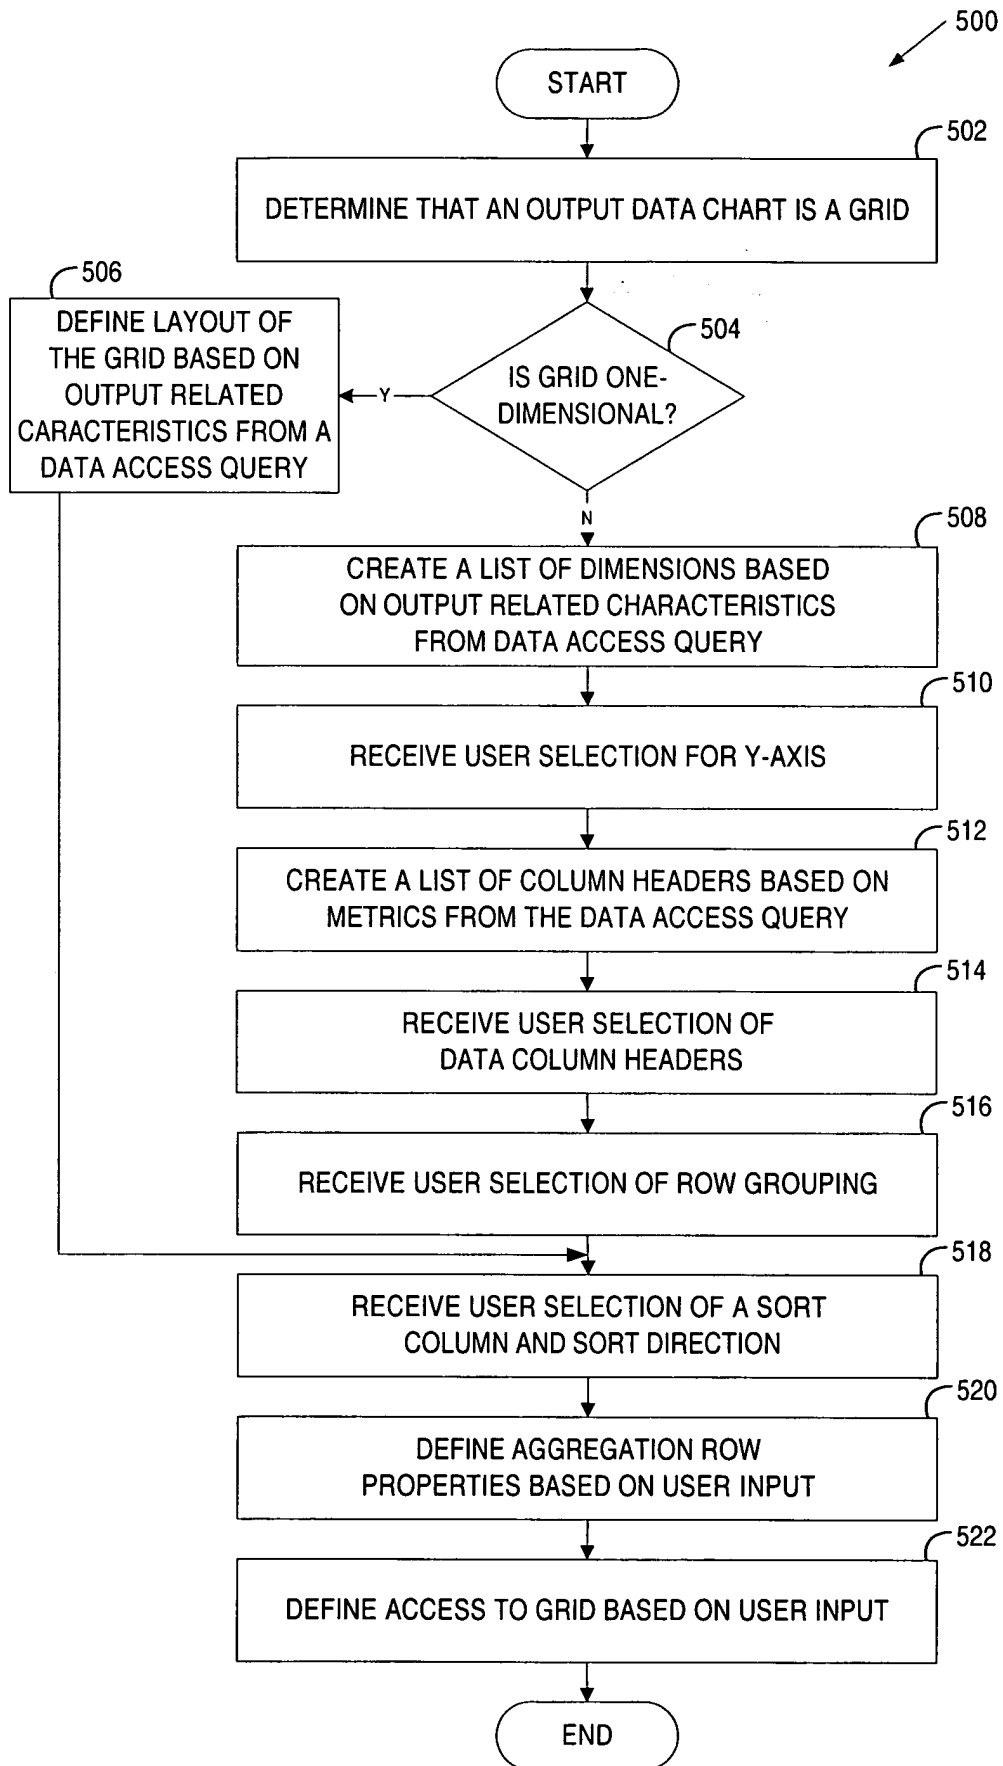 500
START
502
DETERMINE THAT AN OUTPUT DATA CHART IS A GRID
506
DEFINE LAYOUT OF
THE GRID BASED ON
OUTPUT RELATED
CARACTERISTICS FROM A
DATA ACCESS QUERY
504
IS GRID ONE-
DIMENSIONAL?
Y
N
508
CREATE A LIST OF DIMENSIONS BASED
ON OUTPUT RELATED CHARACTERISTICS
FROM DATA ACCESS QUERY
510
RECEIVE USER SELECTION FOR Y-AXIS
512
CREATE A LIST OF COLUMN HEADERS BASED ON
METRICS FROM THE DATA ACCESS QUERY
514
RECEIVE USER SELECTION OF
DATA COLUMN HEADERS
516
RECEIVE USER SELECTION OF ROW GROUPING
518
RECEIVE USER SELECTION OF A SORT
COLUMN AND SORT DIRECTION
520
DEFINE AGGREGATION ROW
PROPERTIES BASED ON USER INPUT
522
DEFINE ACCESS TO GRID BASED ON USER INPUT
END